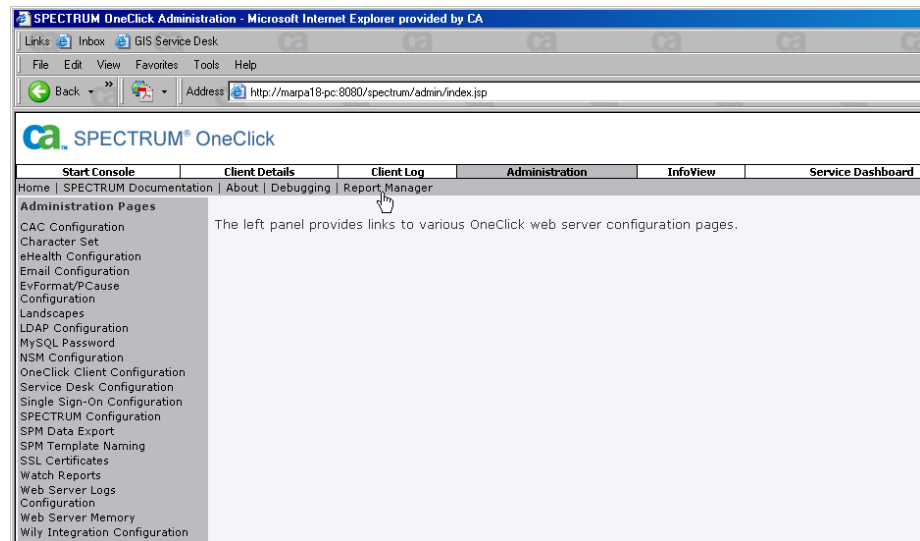 SPECTRUM OneClick Administration - Microsoft Internet Explorer provided by CA
Links Inbox GIS Service Desk
File Edit View Favorites Tools Help
Back » Address http://marpa18-pc:8080/spectrum/admin/index.jsp
ca™ SPECTRUM® OneClick
Start Console Client Details Client Log Administration InfoView Service Dashboard
Home | SPECTRUM Documentation | About | Debugging | Report Manager
Administration Pages
The left panel provides links to various OneClick web server configuration pages.
CAC Configuration
Character Set
eHealth Configuration
Email Configuration
EvFormat/PCause
Configuration
Landscapes
LDAP Configuration
MySQL Password
NSM Configuration
OneClick Client Configuration
Service Desk Configuration
Single Sign-On Configuration
SPECTRUM Configuration
SPM Data Export
SPM Template Naming
SSL Certificates
Watch Reports
Web Server Logs
Configuration
Web Server Memory
Wily Integration Configuration